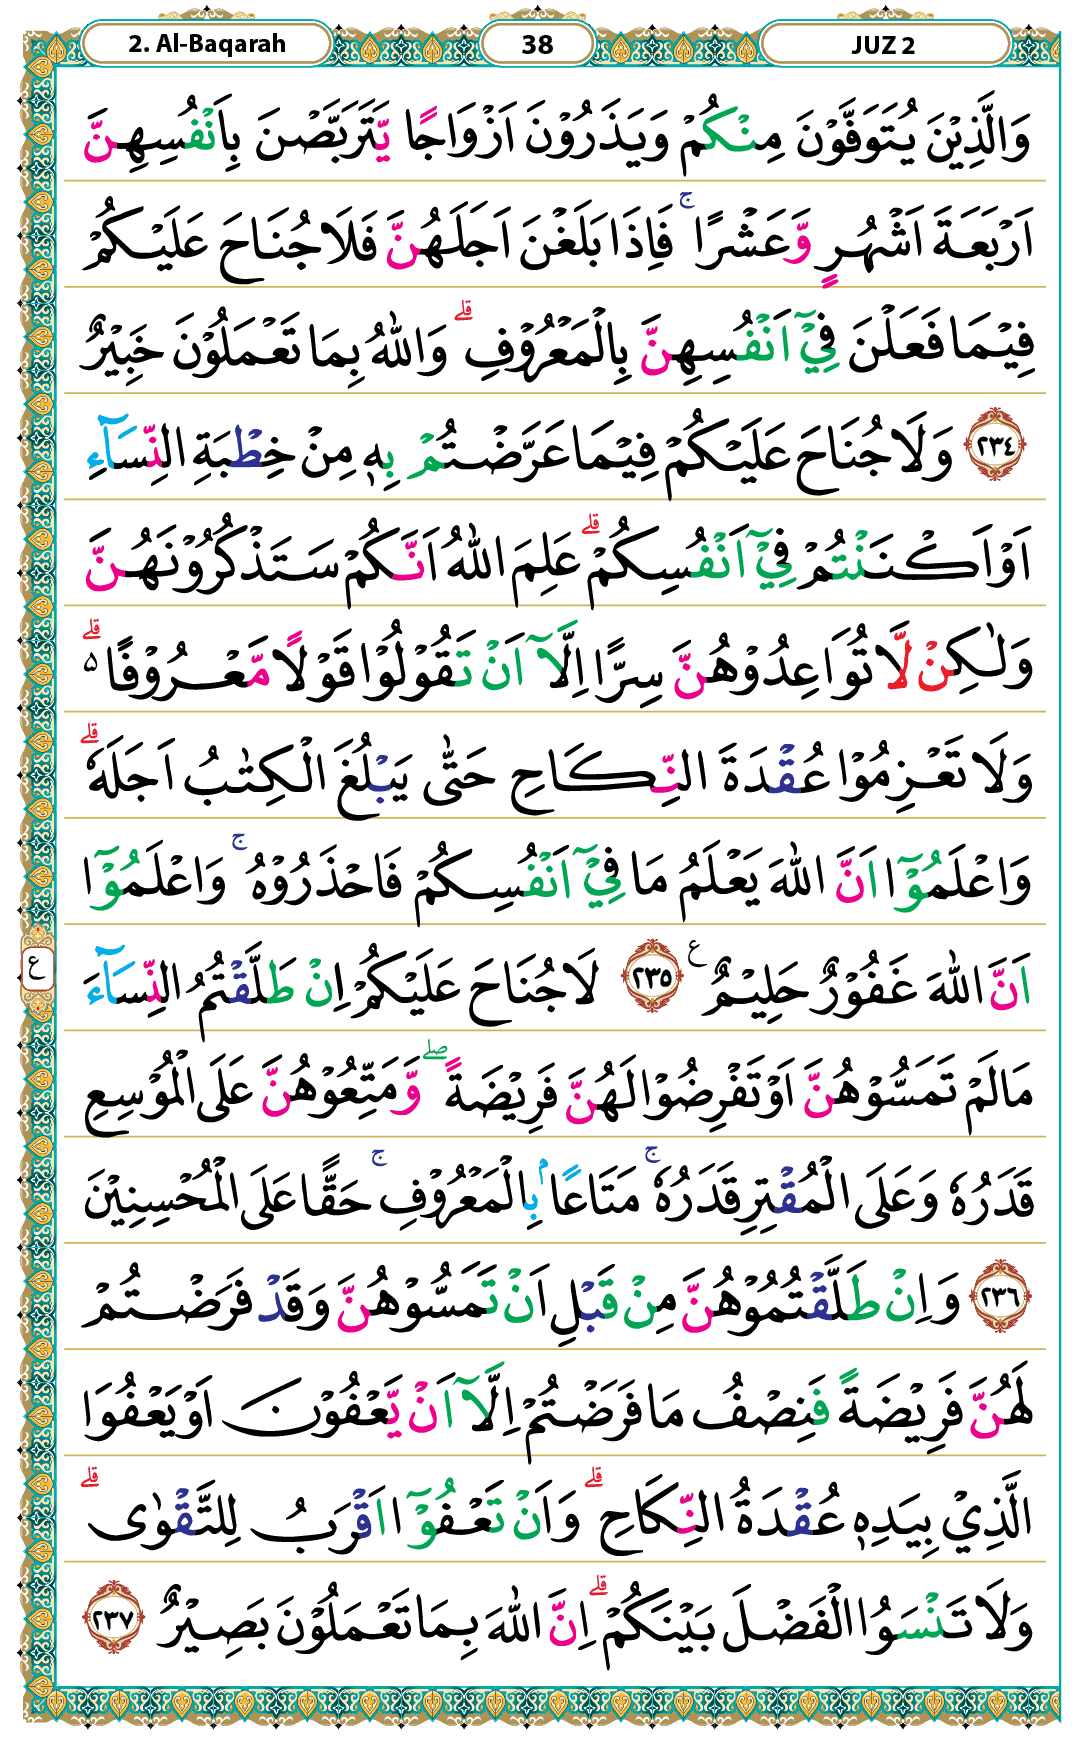 2. Al-Baqarah
38
JUZ 2
وَالَّذِيْنَ يُتَوَفَّوْنَ مِنْكُمْ وَيَذَرُوْنَ اَزْوَاجًا يَّتَرَبَّصْنَ بِاَنْفُسِهِنَّ
اَرْبَعَةَ اَشْهُرٍ وَّعَشْرًا ۚ فَاِذَا بَلَغْنَ اَجَلَهُنَّ فَلَا جُنَاحَ عَلَيْكُمْ
فِيْمَا فَعَلْنَ فِيْٓ اَنْفُسِهِنَّ بِالْمَعْرُوْفِ ۗ وَاللّٰهُ بِمَا تَعْمَلُوْنَ خَبِيْرٌ
۝٢٣٤ وَلَا جُنَاحَ عَلَيْكُمْ فِيْمَا عَرَّضْتُمْ بِهٖ مِنْ خِطْبَةِ النِّسَاۤءِ
اَوْ اَكْنَنْتُمْ فِيْٓ اَنْفُسِكُمْ ۗ عَلِمَ اللّٰهُ اَنَّكُمْ سَتَذْكُرُوْنَهُنَّ
وَلٰكِنْ لَّا تُوَاعِدُوْهُنَّ سِرًّا اِلَّآ اَنْ تَقُوْلُوْا قَوْلًا مَّعْرُوْفًا ۗ ۵
وَلَا تَعْزِمُوْا عُقْدَةَ النِّكَاحِ حَتّٰى يَبْلُغَ الْكِتٰبُ اَجَلَهٗ ۗ
وَاعْلَمُوْٓا اَنَّ اللّٰهَ يَعْلَمُ مَا فِيْٓ اَنْفُسِكُمْ فَاحْذَرُوْهُ ۚ وَاعْلَمُوْٓا
اَنَّ اللّٰهَ غَفُوْرٌ حَلِيْمٌ ع ۝٢٣٥ لَا جُنَاحَ عَلَيْكُمْ اِنْ طَلَّقْتُمُ النِّسَاۤءَ
ع
مَا لَمْ تَمَسُّوْهُنَّ اَوْ تَفْرِضُوْا لَهُنَّ فَرِيْضَةً ۖ وَّمَتِّعُوْهُنَّ عَلَى الْمُوْسِعِ
قَدَرُهٗ وَعَلَى الْمُقْتِرِ قَدَرُهٗ ۚ مَتَاعًا ۢ بِالْمَعْرُوْفِ ۚ حَقًّا عَلَى الْمُحْسِنِيْنَ
۝٢٣٦ وَاِنْ طَلَّقْتُمُوْهُنَّ مِنْ قَبْلِ اَنْ تَمَسُّوْهُنَّ وَقَدْ فَرَضْتُمْ
لَهُنَّ فَرِيْضَةً فَنِصْفُ مَا فَرَضْتُمْ اِلَّآ اَنْ يَّعْفُوْنَ اَوْ يَعْفُوَا
الَّذِيْ بِيَدِهٖ عُقْدَةُ النِّكَاحِ ۗ وَاَنْ تَعْفُوْٓا اَقْرَبُ لِلتَّقْوٰى ۗ
وَلَا تَنْسَوُا الْفَضْلَ بَيْنَكُمْ ۗ اِنَّ اللّٰهَ بِمَا تَعْمَلُوْنَ بَصِيْرٌ ۝٢٣٧